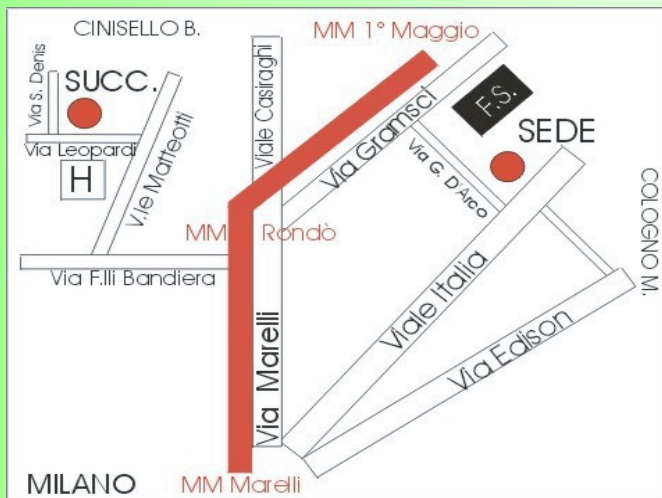 CINISELLO B.
MM 1° Maggio
Via S. Denis
SUCC.
Viale Casiraghi
F.S.
Via Gramsci
SEDE
Via Leopardi
H
V.le Matteotti
Via G. D'Arco
COLOGNO M.
MM Rondò
Via F.lli Bandiera
Viale Italia
Via Marelli
Via Edison
MILANO
MM Marelli